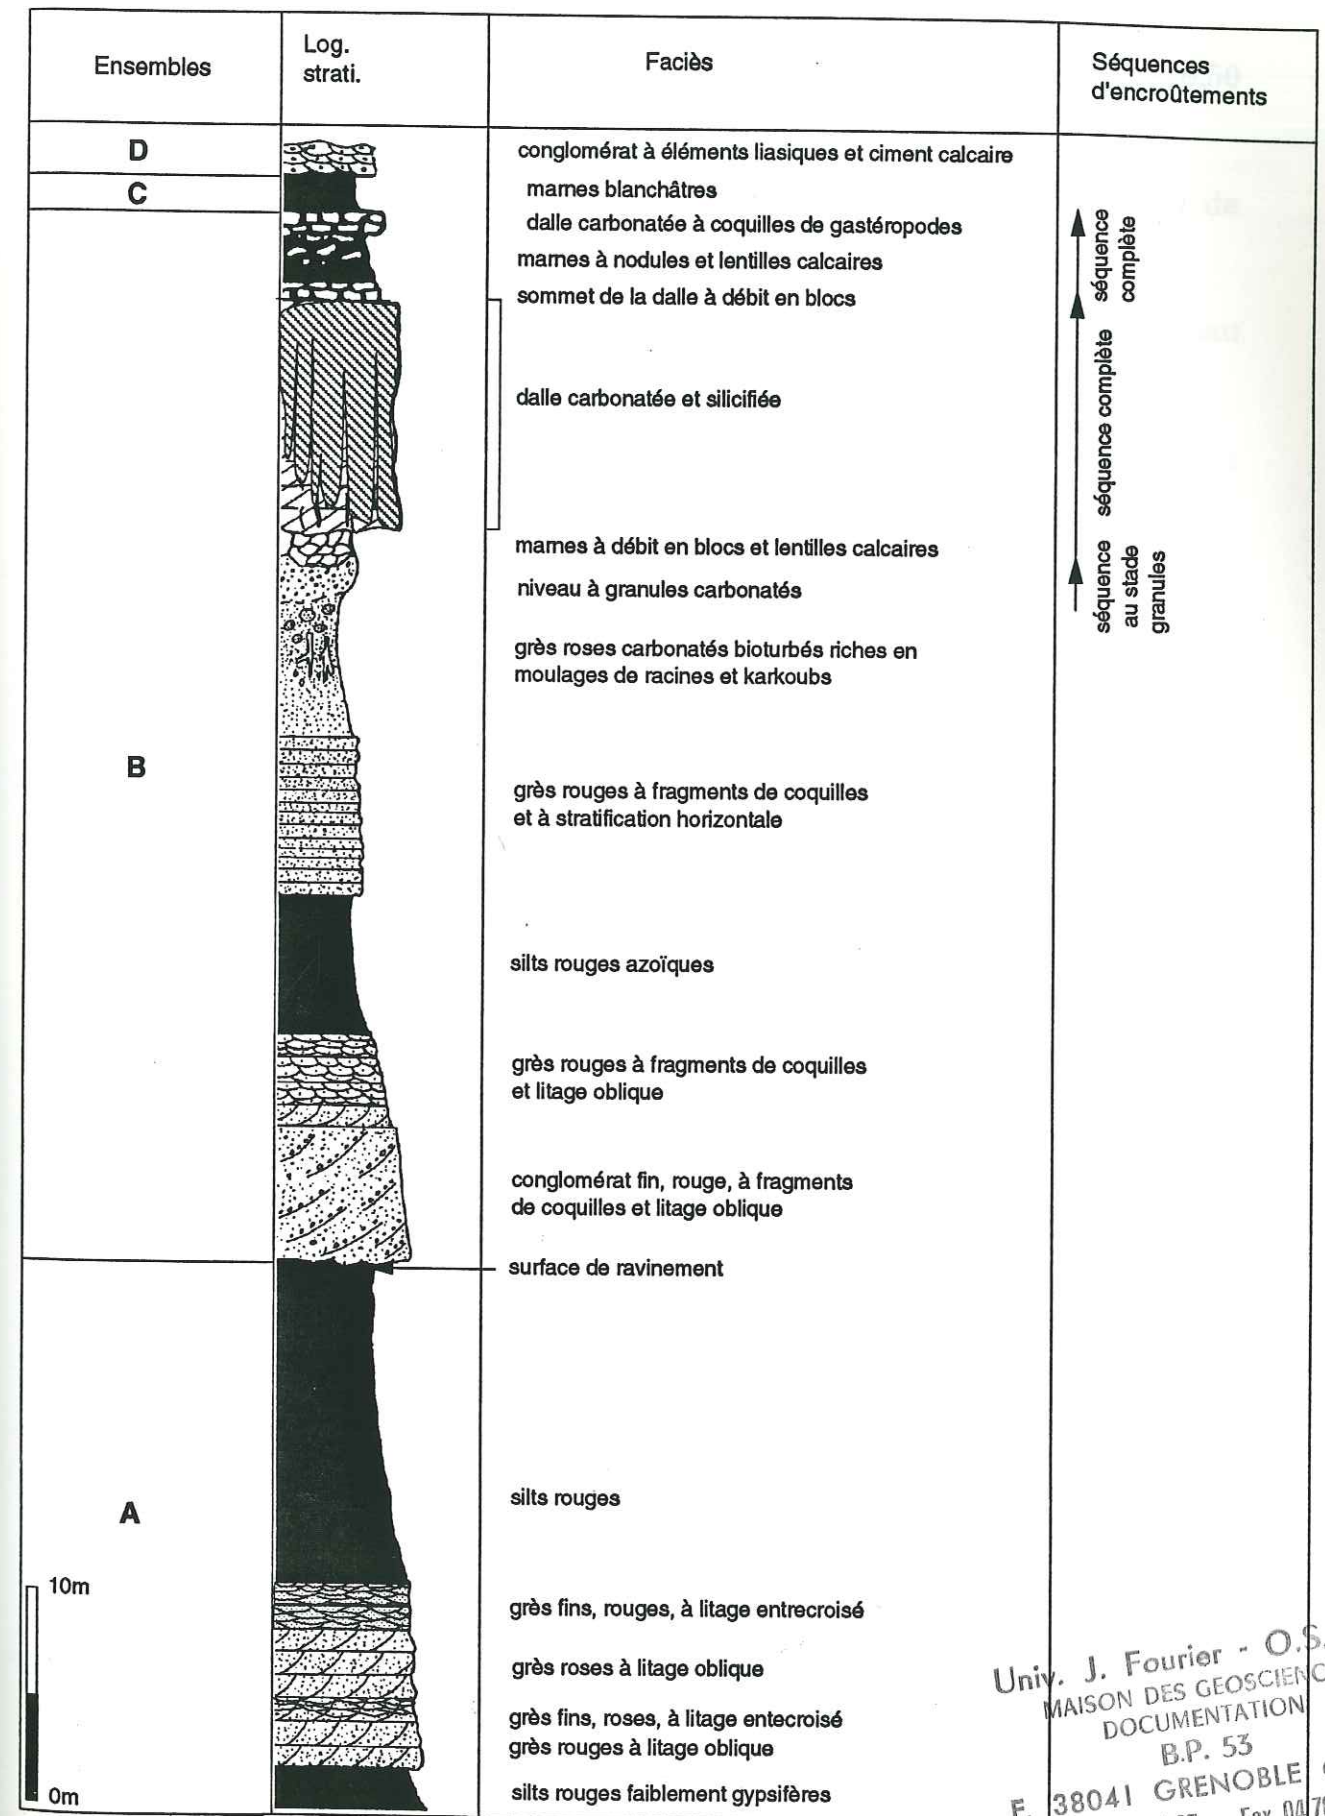 Ensembles
Log.
strati.
Faciès
Séquences
d'encroûtements
D
conglomérat à éléments liasiques et ciment calcaire
C
marnes blanchâtres
dalle carbonatée à coquilles de gastéropodes
marnes à nodules et lentilles calcaires
sommet de la dalle à débit en blocs
séquence
complète
dalle carbonatée et silicifiée
séquence complète
marnes à débit en blocs et lentilles calcaires
niveau à granules carbonatés
séquence
au stade
granules
grès roses carbonatés bioturbés riches en
moulages de racines et karkoubs
B
grès rouges à fragments de coquilles
et à stratification horizontale
silts rouges azoïques
grès rouges à fragments de coquilles
et litage oblique
conglomérat fin, rouge, à fragments
de coquilles et litage oblique
surface de ravinement
silts rouges
A
10m
grès fins, rouges, à litage entrecroisé
grès roses à litage oblique
grès fins, roses, à litage entecroisé
grès rouges à litage oblique
silts rouges faiblement gypsifères
0m
Univ. J. Fourier - O.S.
MAISON DES GEOSCIENC
DOCUMENTATION
B.P. 53
F. 38041 GRENOBLE
Fax 04